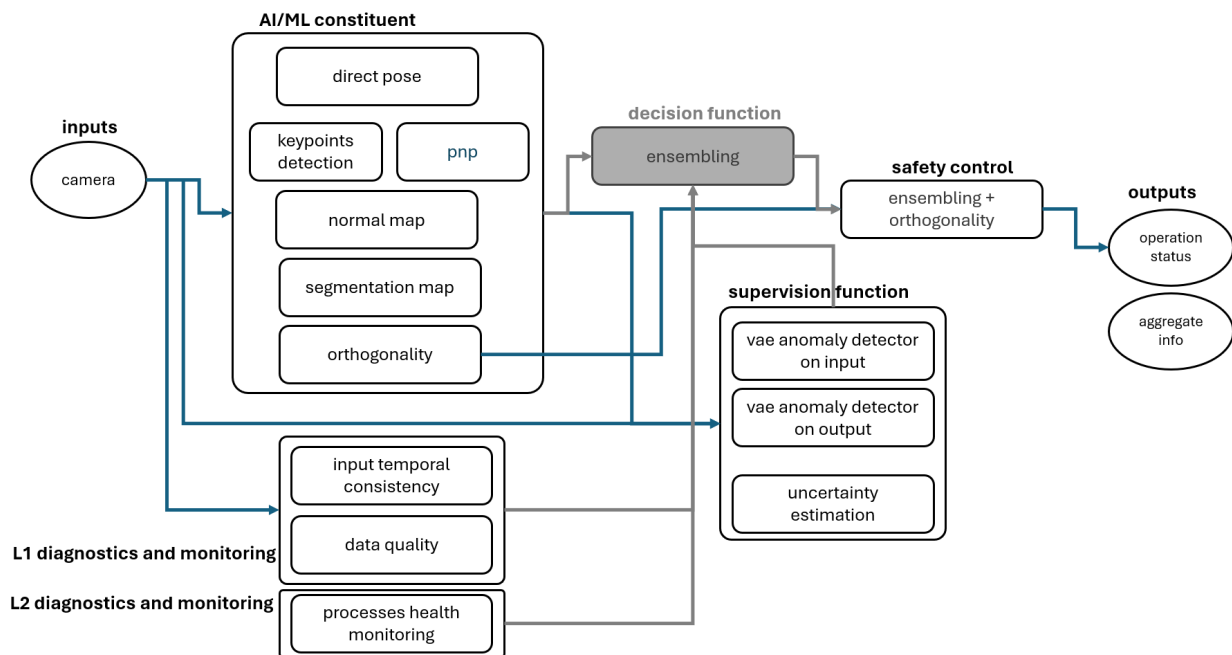 AI/ML constituent
direct pose
keypoints
detection
pnp
normal map
segmentation map
orthogonality
inputs
camera
decision function
ensembling
safety control
ensembling +
orthogonality
outputs
operation
status
aggregate
info
supervision function
vae anomaly detector
on input
vae anomaly detector
on output
uncertainty
estimation
input temporal
consistency
data quality
L1 diagnostics and monitoring
L2 diagnostics and monitoring
processes health
monitoring